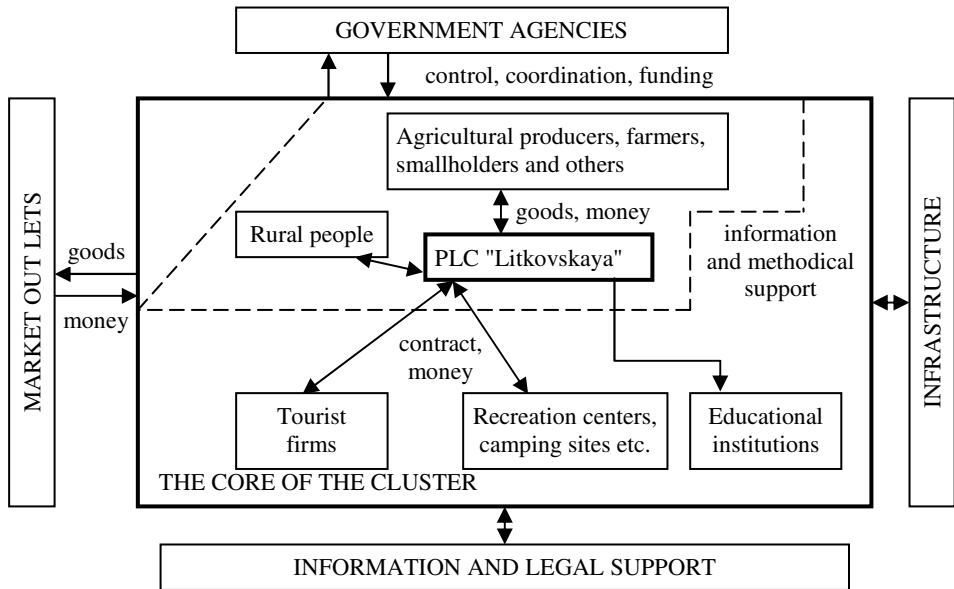 GOVERNMENT AGENCIES
control, coordination, funding
Agricultural producers, farmers,
smallholders and others
goods, money
Rural people
PLC "Litkovskaya"
information
and methodical
support
MARKET OUT LETS
goods
money
INFRASTRUCTURE
contract,
money
Tourist
firms
Recreation centers,
camping sites etc.
Educational
institutions
THE CORE OF THE CLUSTER
INFORMATION AND LEGAL SUPPORT